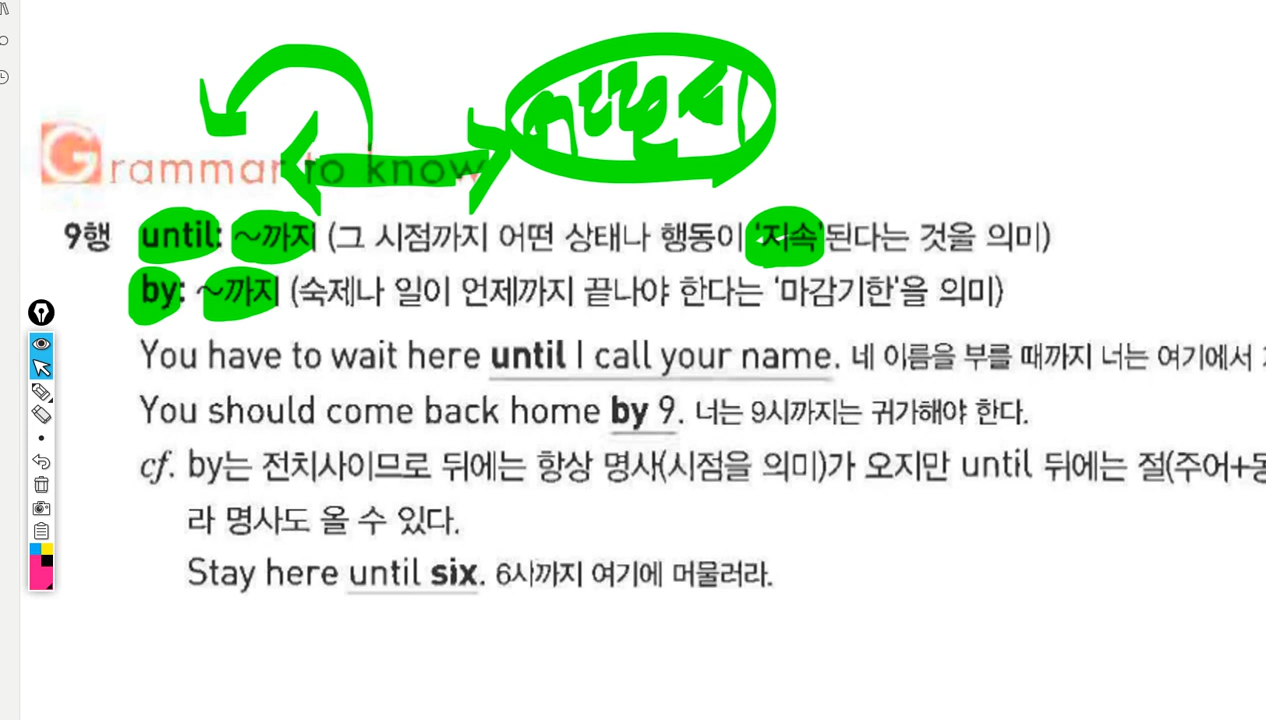 Grammar to know
9행 until: ~까지 (그 시점까지 어떤 상태나 행동이 '지속'된다는 것을 의미)
by: ~까지 (숙제나 일이 언제까지 끝나야 한다는 '마감기한'을 의미)
You have to wait here until I call your name. 네 이름을 부를 때까지 너는 여기에서
You should come back home by 9. 너는 9시까지는 귀가해야 한다.
cf. by는 전치사이므로 뒤에는 항상 명사(시점을 의미)가 오지만 until 뒤에는 절(주어+동
라 명사도 올 수 있다.
Stay here until six. 6시까지 여기에 머물러라.